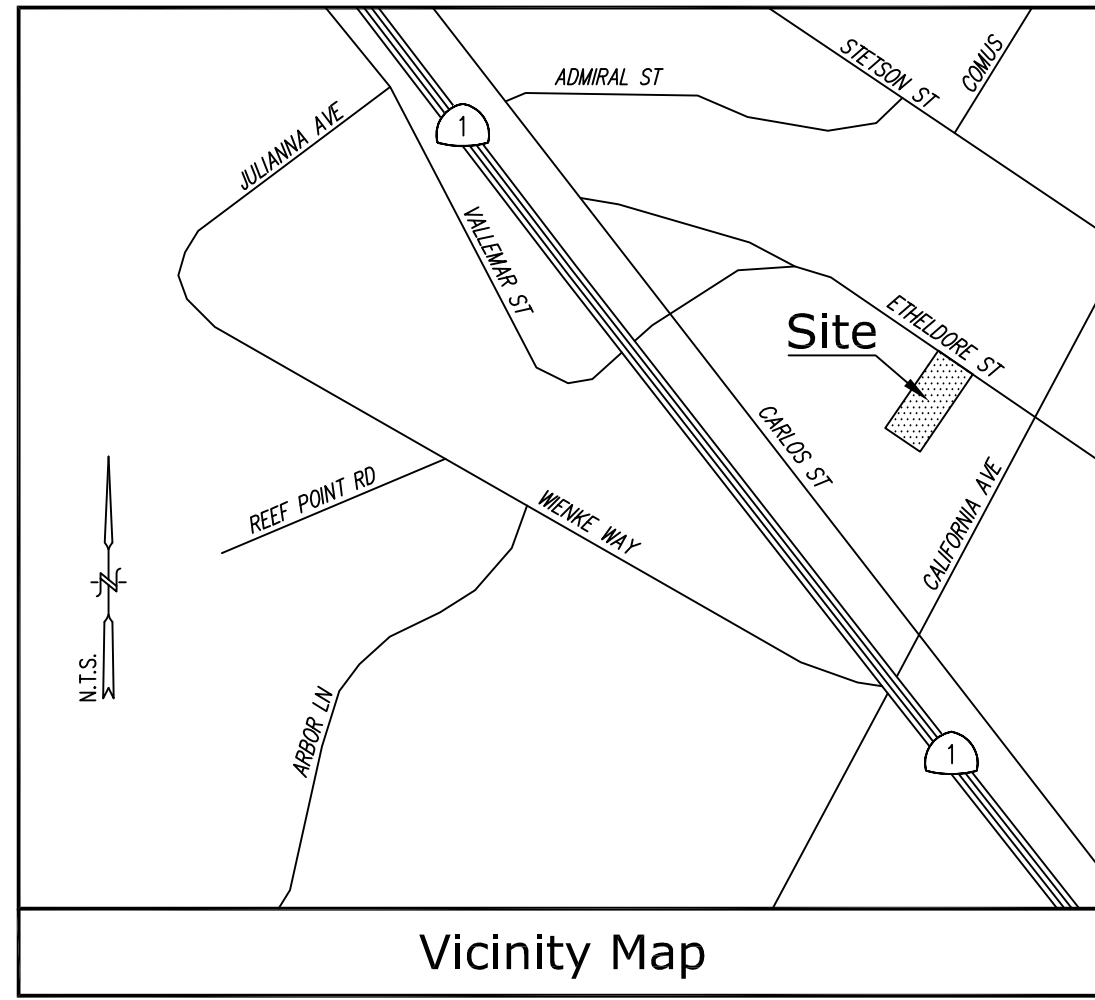 STETSON ST
COMUS
ADMIRAL ST
1
JULIANNA AVE
VALLEMAR ST
ETHELDORE ST
Site
CARLOS ST
REEF POINT RD
WIENKE WAY
CALIFORNIA AVE
N
N.T.S.
ARBOR LN
1
Vicinity Map